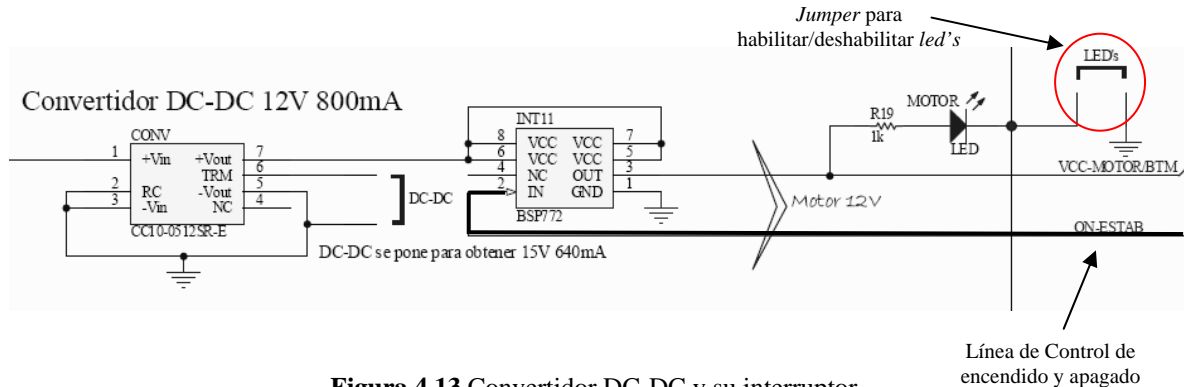 Jumper para
habilitar/deshabilitar led's
LED's
Convertidor DC-DC 12V 800mA
CONV
1 +Vin +Vout 7
TRM 6
2 RC -Vout 5
3 -Vin NC 4
CC10-0512SR-E
DC-DC
DC-DC se pone para obtener 15V 640mA
INT11
8 VCC VCC 7
6 VCC VCC 5
4 NC OUT 3
2 IN GND 1
BSP772
Motor 12V
R19
1k
MOTOR
LED
VCC-MOTOR/BTM
ON-ESTAB
Línea de Control de
encendido y apagado
Figura 4.13 Convertidor DC-DC y su interruptor